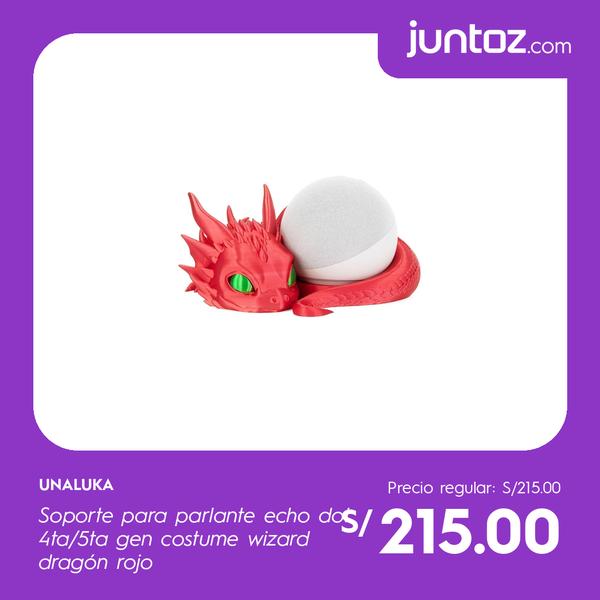 juntoz.com
UNALUKA
Soporte para parlante echo dot
4ta/5ta gen costume wizard
dragón rojo
Precio regular: S/215.00
S/215.00